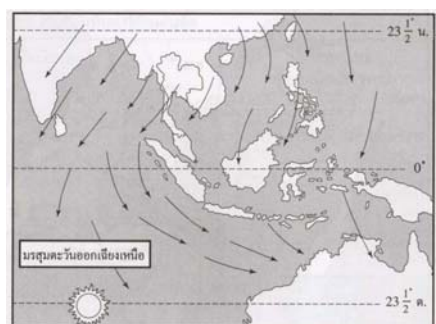 23 1/2° น.
0°
มรสุมตะวันออกเฉียงเหนือ
23 1/2° ต.